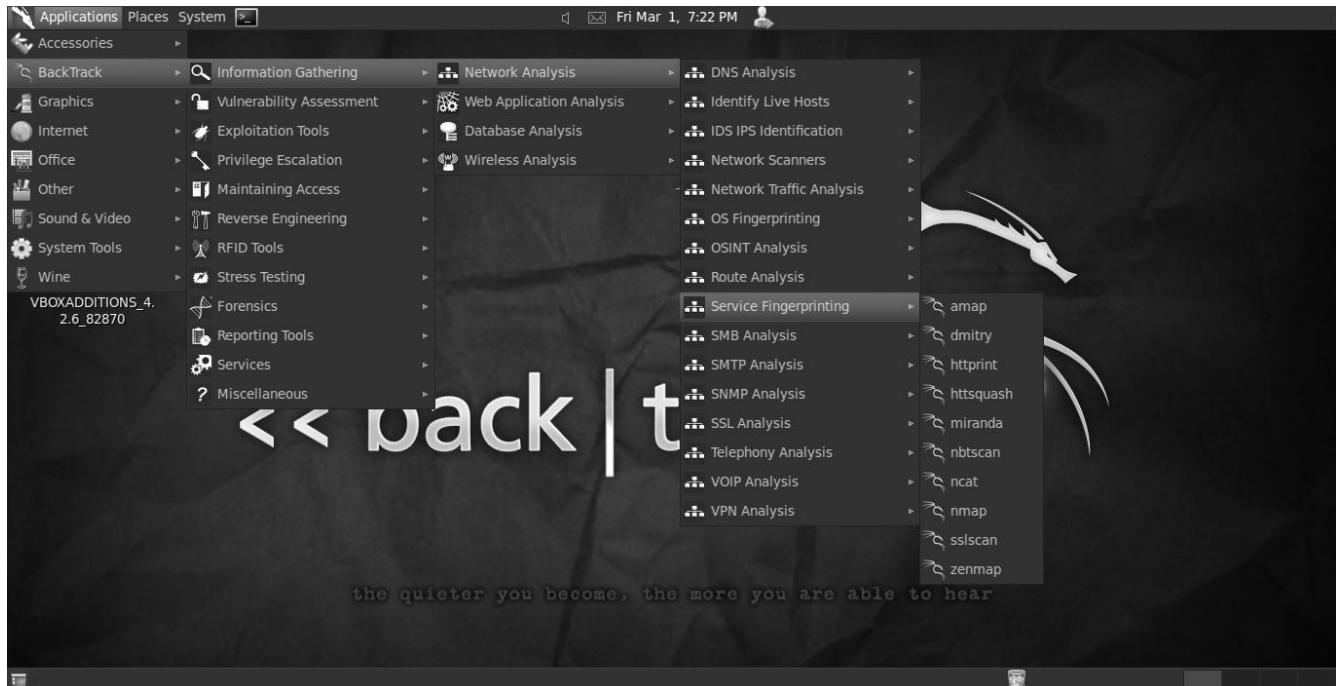 Applications Places System Fri Mar 1, 7:22 PM
Accessories
BackTrack
Graphics
Internet
Office
Other
Sound & Video
System Tools
Wine
VBOXADDITIONS_4.
2.6_82870
Information Gathering
Vulnerability Assessment
Exploitation Tools
Privilege Escalation
Maintaining Access
Reverse Engineering
RFID Tools
Stress Testing
Forensics
Reporting Tools
Services
Miscellaneous
Network Analysis
Web Application Analysis
Database Analysis
Wireless Analysis
DNS Analysis
Identify Live Hosts
IDS IPS Identification
Network Scanners
Network Traffic Analysis
OS Fingerprinting
OSINT Analysis
Route Analysis
Service Fingerprinting
SMB Analysis
SMTP Analysis
SNMP Analysis
SSL Analysis
Telephony Analysis
VOIP Analysis
VPN Analysis
amap
dmitry
httprint
httsquash
miranda
nbtscan
ncat
nmap
sslscan
zenmap
<< back | t
the quieter you become, the more you are able to hear